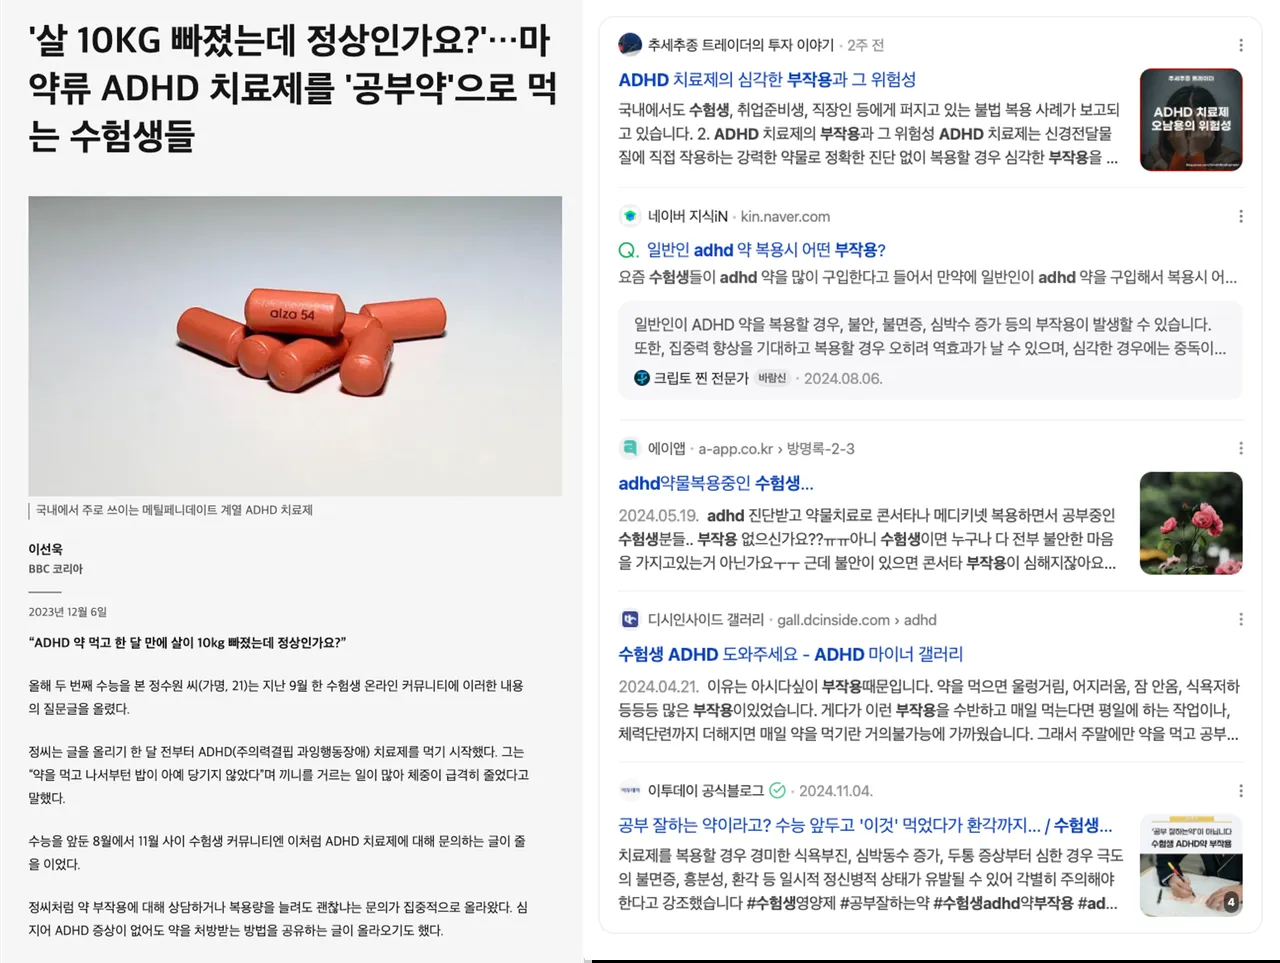 '살 10KG 빠졌는데 정상인가요?'…마
약류 ADHD 치료제를 '공부약'으로 먹
는 수험생들
alza 54
국내에서 주로 쓰이는 메틸페니데이트 계열 ADHD 치료제
이선욱
BBC 코리아
2023년 12월 6일
“ADHD 약 먹고 한 달 만에 살이 10kg 빠졌는데 정상인가요?”
올해 두 번째 수능을 본 정수원 씨(가명, 21)는 지난 9월 한 수험생 온라인 커뮤니티에 이러한 내용
의 질문글을 올렸다.
정씨는 글을 올리기 한 달 전부터 ADHD(주의력결핍 과잉행동장애) 치료제를 먹기 시작했다. 그는
“약을 먹고 나서부턴 밥이 아예 당기지 않았다”며 끼니를 거르는 일이 많아 체중이 급격히 줄었다고
말했다.
수능을 앞둔 8월에서 11월 사이 수험생 커뮤니티엔 이처럼 ADHD 치료제에 대해 문의하는 글이 줄
을 이었다.
정씨처럼 약 부작용에 대해 상담하거나 복용량을 늘려도 괜찮냐는 문의가 집중적으로 올라왔다. 심
지어 ADHD 증상이 없어도 약을 처방받는 방법을 공유하는 글이 올라오기도 했다.
추세추종 트레이더의 투자 이야기 · 2주 전
ADHD 치료제의 심각한 부작용과 그 위험성
국내에서도 수험생, 취업준비생, 직장인 등에게 퍼지고 있는 불법 복용 사례가 보고되
고 있습니다. 2. ADHD 치료제의 부작용과 그 위험성 ADHD 치료제는 신경전달물
질에 직접 작용하는 강력한 약물로 정확한 진단 없이 복용할 경우 심각한 부작용을 ...
추세추종 트레이더
ADHD 치료제
오남용의 위험성
네이버 지식iN · kin.naver.com
Q. 일반인 adhd 약 복용시 어떤 부작용?
요즘 수험생들이 adhd 약을 많이 구입한다고 들어서 만약에 일반인이 adhd 약을 구입해서 복용시 어...
일반인이 ADHD 약을 복용할 경우, 불안, 불면증, 심박수 증가 등의 부작용이 발생할 수 있습니다.
또한, 집중력 향상을 기대하고 복용할 경우 오히려 역효과가 날 수 있으며, 심각한 경우에는 중독이...
크립토 찐 전문가 바람신 · 2024.08.06.
에이앱 · a-app.co.kr › 방명록-2-3
adhd약물복용중인 수험생...
2024.05.19. adhd 진단받고 약물치료로 콘서타나 메디키넷 복용하면서 공부중인
수험생분들.. 부작용 없으신가요??ㅠㅠ아니 수험생이면 누구나 다 전부 불안한 마음
을 가지고있는거 아닌가요ㅜㅜ 근데 불안이 있으면 콘서타 부작용이 심해지잖아요...
디시인사이드 갤러리 · gall.dcinside.com › adhd
수험생 ADHD 도와주세요 - ADHD 마이너 갤러리
2024.04.21. 이유는 아시다싶이 부작용때문입니다. 약을 먹으면 울렁거림, 어지러움, 잠 안옴, 식욕저하
등등등 많은 부작용이있었습니다. 게다가 이런 부작용을 수반하고 매일 먹는다면 평일에 하는 작업이나,
체력단련까지 더해지면 매일 약을 먹기란 거의불가능에 가까웠습니다. 그래서 주말에만 약을 먹고 공부...
이투데이 공식블로그 · 2024.11.04.
공부 잘하는 약이라고? 수능 앞두고 '이것' 먹었다가 환각까지... / 수험생...
치료제를 복용할 경우 경미한 식욕부진, 심박동수 증가, 두통 증상부터 심한 경우 극도
의 불면증, 흥분성, 환각 등 일시적 정신병적 상태가 유발될 수 있어 각별히 주의해야
한다고 강조했습니다 #수험생영양제 #공부잘하는약 #수험생adhd약부작용 #ad...
'공부 잘하는약'이 아닙니다
수험생 ADHD약 부작용
4